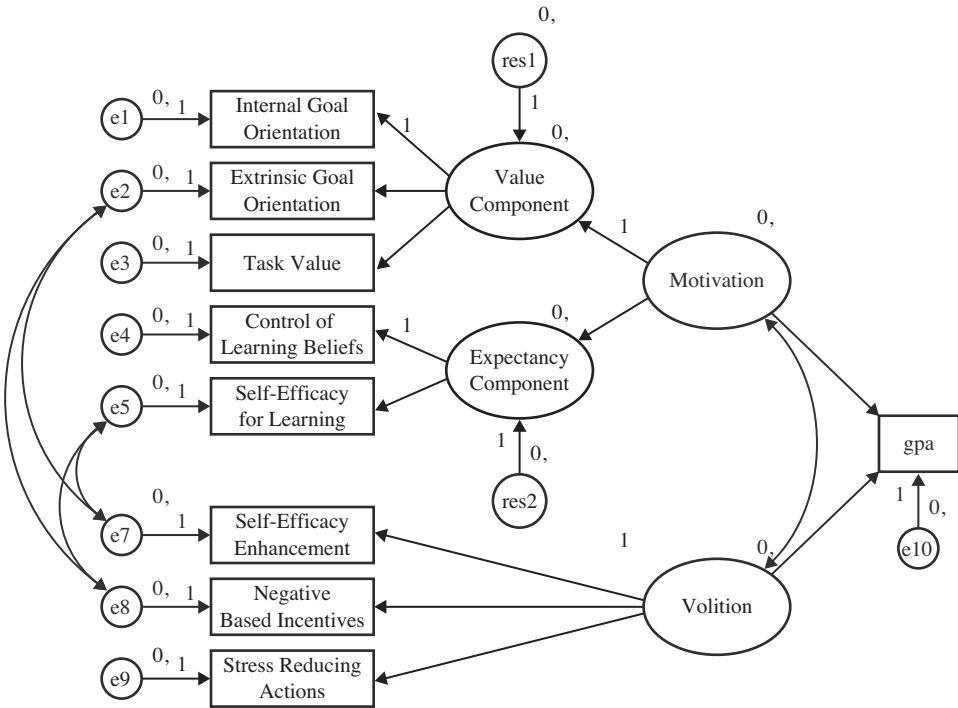 0,
res1
1
0,
e1
0,
1
Internal Goal
Orientation
1
e2
0,
1
Extrinsic Goal
Orientation
Value
Component
e3
0,
1
Task Value
1
0,
Motivation
e4
0,
1
Control of
Learning Beliefs
1
0,
Expectancy
Component
e5
0,
1
Self-Efficacy
for Learning
1
0,
res2
gpa
1
0,
e10
e7
0,
1
Self-Efficacy
Enhancement
1
0,
e8
0,
1
Negative
Based Incentives
Volition
e9
0,
1
Stress Reducing
Actions